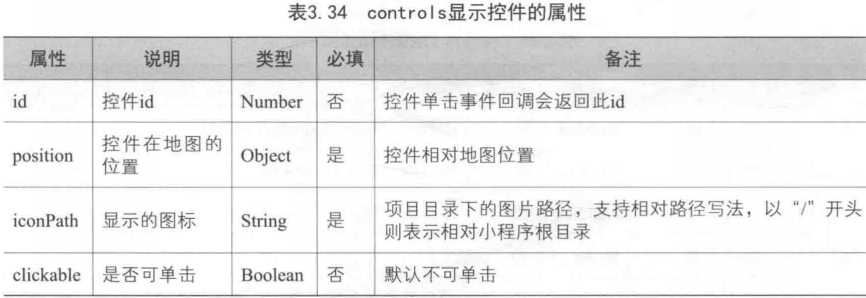 表3.34 controls显示控件的属性
属性 说明 类型 必填 备注
id 控件id Number 否 控件单击事件回调会返回此id
position 控件在地图的
位置 Object 是 控件相对地图位置
iconPath 显示的图标 String 是 项目目录下的图片路径，支持相对路径写法，以“/”开头
则表示相对小程序根目录
clickable 是否可单击 Boolean 否 默认不可单击